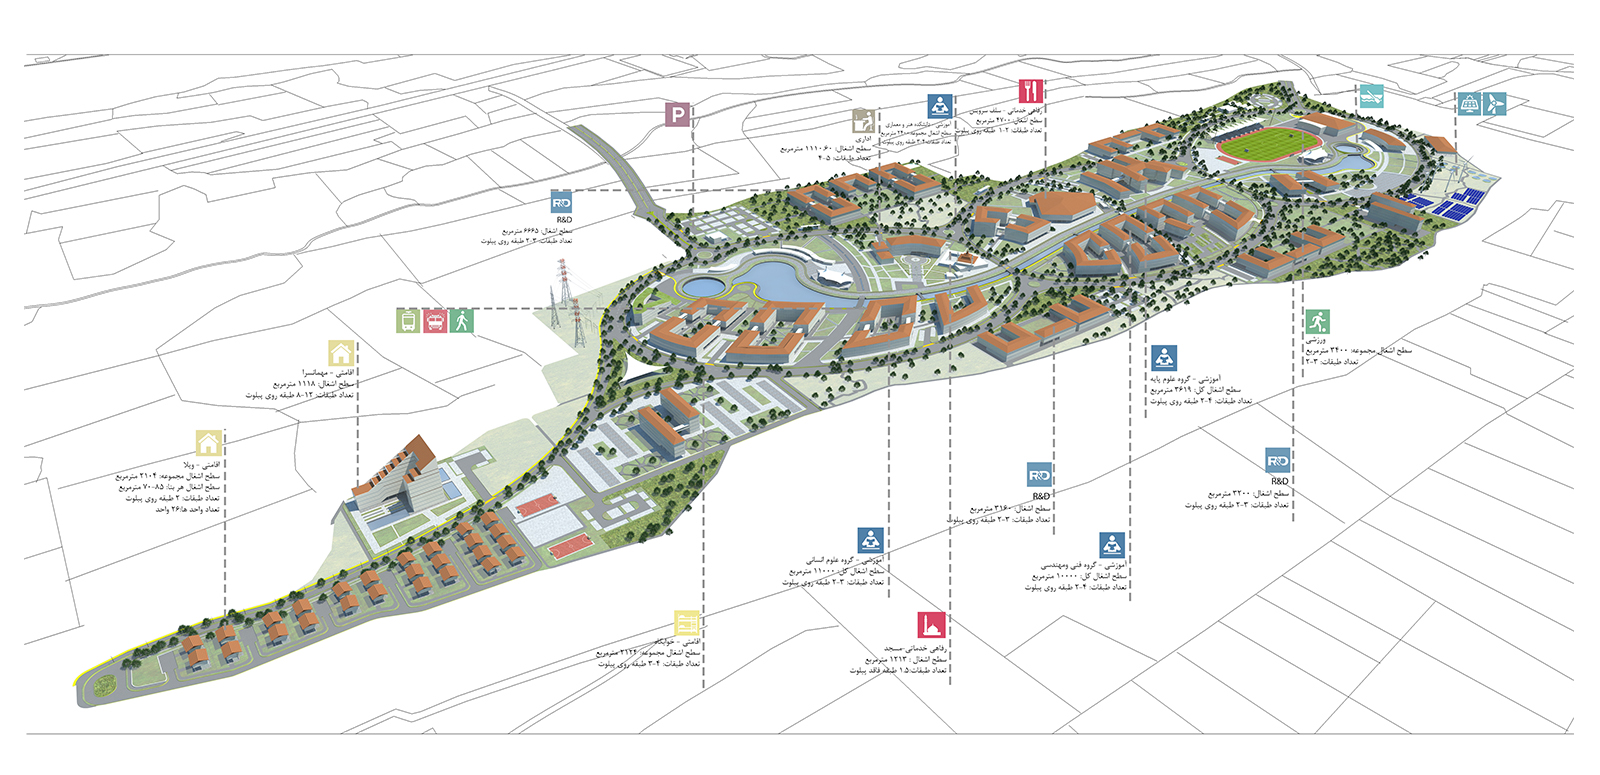 P
اداری
سطح اشغال: ۱۱۱۰.۶۰ مترمربع
تعداد طبقات: ۵-۴
آموزشی - دانشکده هنر و معماری
سطح اشغال مجموعه: ۲۴۰۰ مترمربع
تعداد طبقات: ۴-۳ طبقه روی پیلوت
رفاهی خدماتی - سلف سرویس
سطح اشغال: ۴۷۰۰ مترمربع
تعداد طبقات: ۲-۱ طبقه روی پیلوت
R&D
R&D
سطح اشغال: ۶۶۶۵ مترمربع
تعداد طبقات: ۳-۲ طبقه روی پیلوت
اقامتی - مهمانسرا
سطح اشغال: ۱۱۱۸ مترمربع
تعداد طبقات: ۱۲-۸ طبقه روی پیلوت
اقامتی - ویلا
سطح اشغال مجموعه: ۲۱۰۴ مترمربع
سطح اشغال هر بنا: ۸۵-۷۰ مترمربع
تعداد طبقات: ۲ طبقه روی پیلوت
تعداد واحد ها: ۲۶ واحد
ورزشی
سطح اشغال مجموعه: ۳۴۰۰ مترمربع
تعداد طبقات: ۳-۲
آموزشی - گروه علوم پایه
سطح اشغال کل: ۳۶۱۹ مترمربع
تعداد طبقات: ۴-۲ طبقه روی پیلوت
R&D
R&D
سطح اشغال: ۳۲۰۰ مترمربع
تعداد طبقات: ۳-۲ طبقه روی پیلوت
R&D
R&D
سطح اشغال: ۳۱۶۰ مترمربع
تعداد طبقات: ۳-۲ طبقه روی پیلوت
آموزشی - گروه فنی ومهندسی
سطح اشغال کل: ۱۰۰۰۰ مترمربع
تعداد طبقات: ۴-۲ طبقه روی پیلوت
آموزشی - گروه علوم انسانی
سطح اشغال کل: ۱۱۰۰۰ مترمربع
تعداد طبقات: ۳-۲ طبقه روی پیلوت
اقامتی - خوابگاه
سطح اشغال مجموعه: ۲۱۲۴ مترمربع
تعداد طبقات: ۴-۳ طبقه روی پیلوت
رفاهی خدماتی-مسجد
سطح اشغال : ۱۲۱۳ مترمربع
تعداد طبقات:۱.۵ طبقه فاقد پیلوت